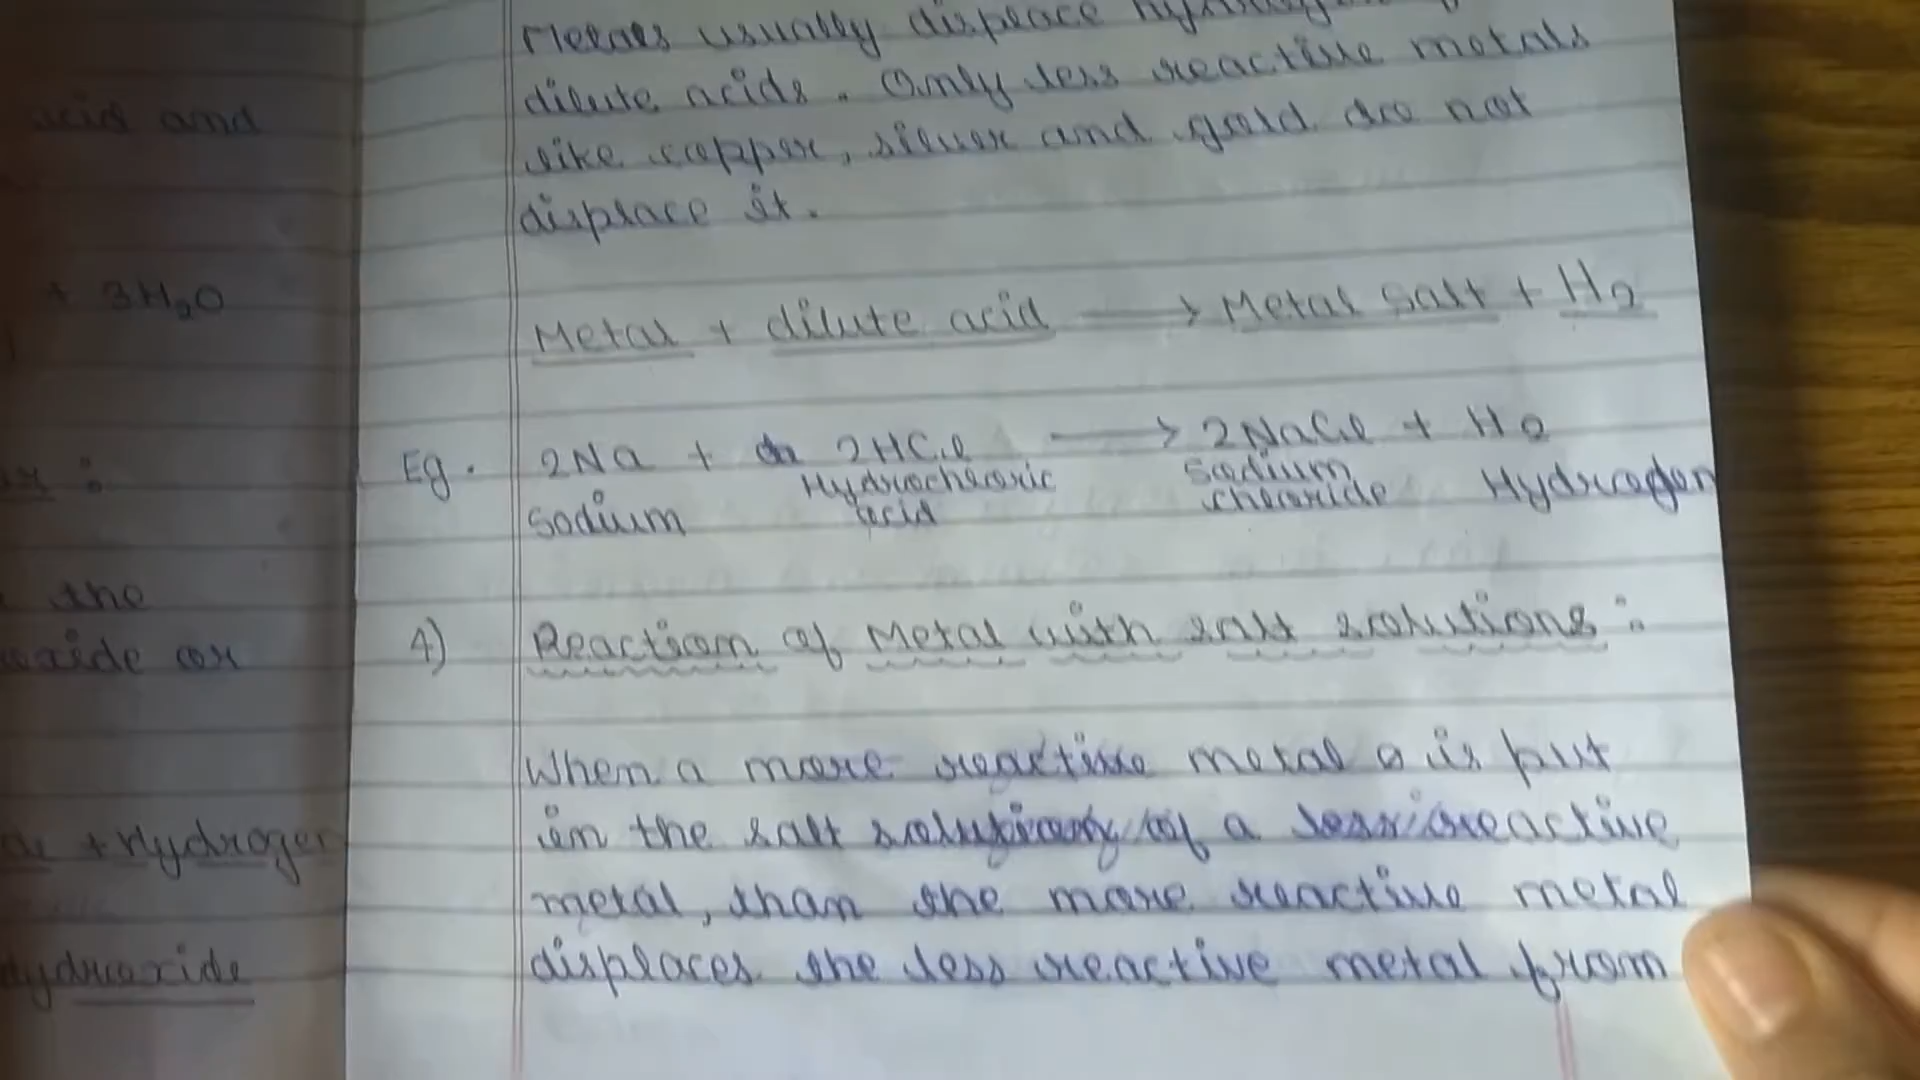 acid and
+ 3H₂O
the
oxide or
+ Hydrogen
Hydroxide
Metals usually displace
dilute acids. Only less reactive metals
like copper, silver and gold do not
displace it.
Metal + dilute acid ⟶ Metal Salt + H₂
Eg. 2Na + 2HCl ⟶ 2NaCl + H₂
Sodium Hydrochloric acid Sodium chloride Hydrogen
4) Reaction of Metal with salt solutions :
When a more reactive metal is put
in the salt solution of a less reactive
metal, than the more reactive metal
displaces the less reactive metal from